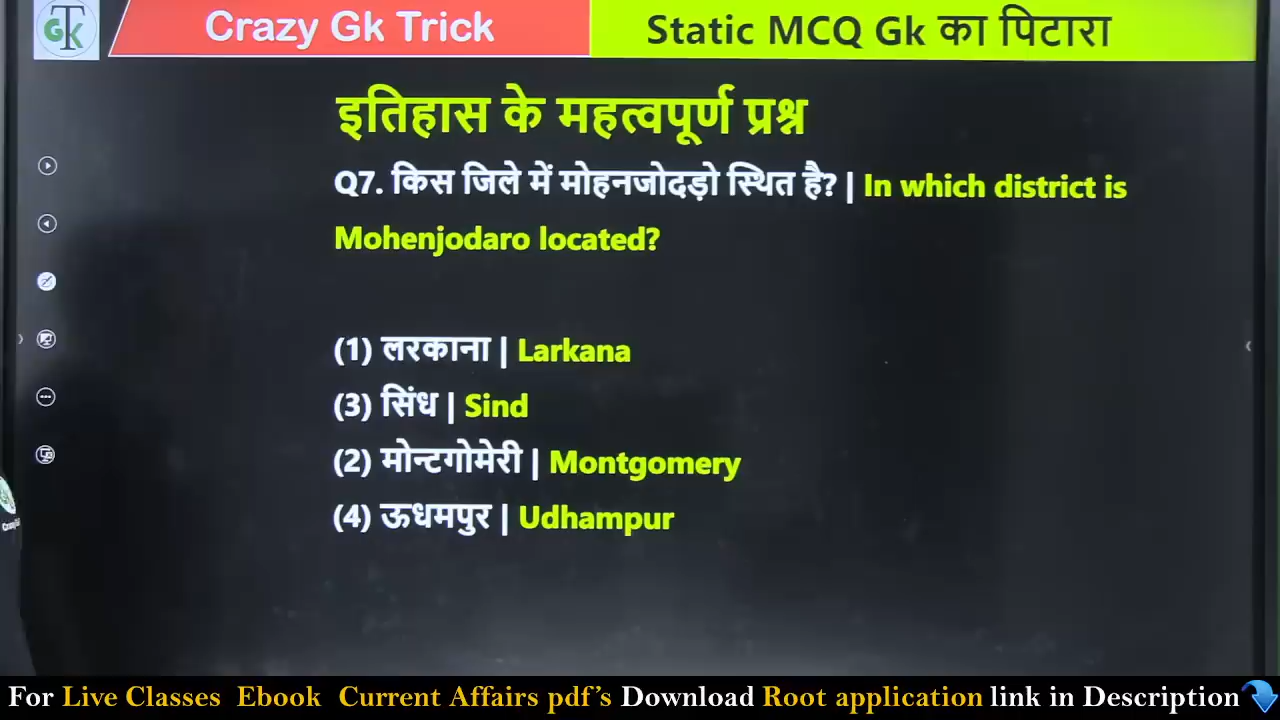 GTK
Crazy Gk Trick
Static MCQ Gk का पिटारा
इतिहास के महत्वपूर्ण प्रश्न
Q7. किस जिले में मोहनजोदड़ो स्थित है? | In which district is
Mohenjodaro located?
(1) लरकाना | Larkana
(3) सिंध | Sind
(2) मोन्टगोमेरी | Montgomery
(4) ऊधमपुर | Udhampur
For Live Classes Ebook Current Affairs pdf's Download Root application link in Description